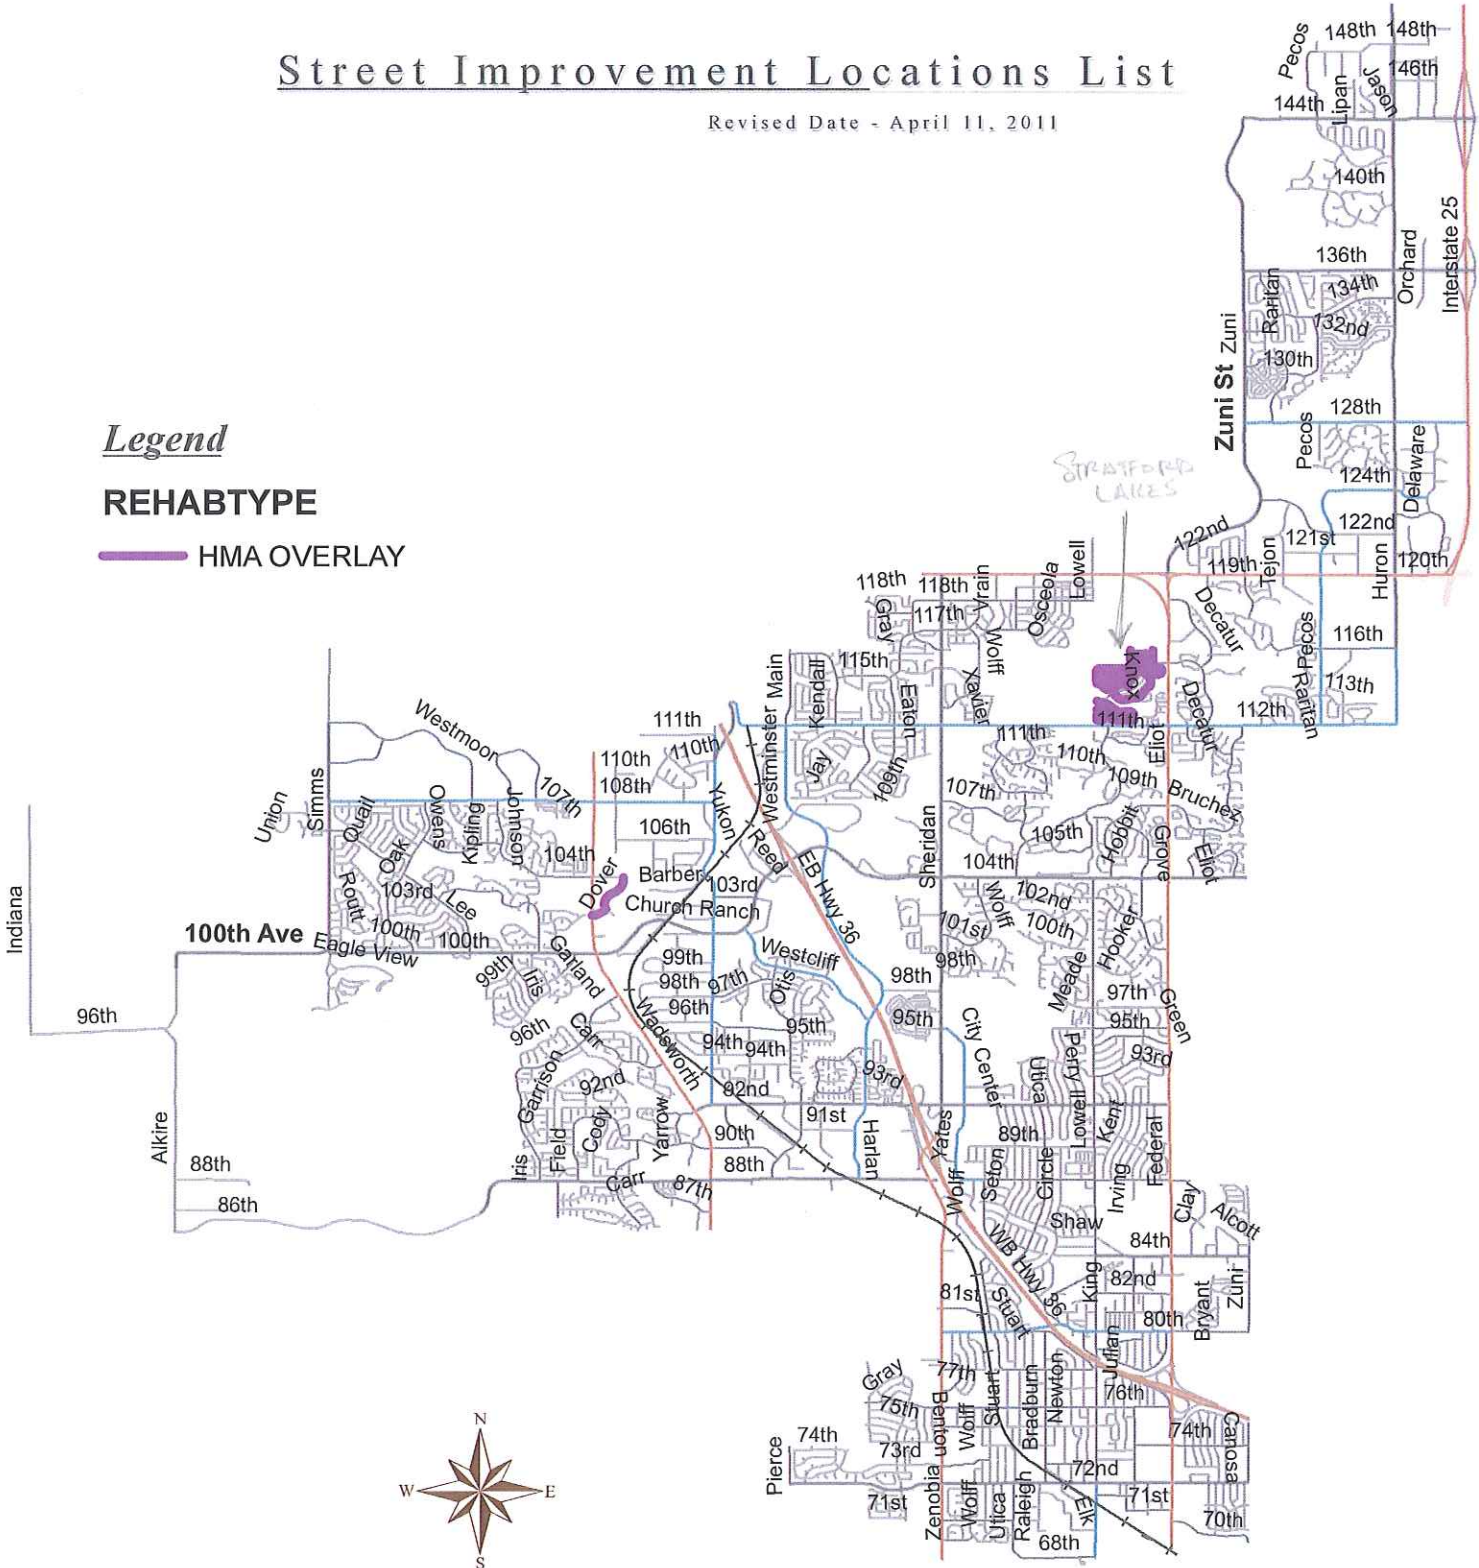 Street Improvement Locations List
Revised Date - April 11, 2011
Legend
REHABTYPE
HMA OVERLAY
STRATFORD
LAKES
Pecos
148th
148th
146th
Lipan
Jason
144th
140th
136th
Orchard
Interstate 25
Raritan
134th
132nd
130th
Zuni
Zuni St
128th
Pecos
124th
Delaware
122nd
122nd
121st
120th
119th
Tejon
Huron
118th
118th
Vrain
Osceola
Lowell
Gray
117th
Wolff
Decatur
Pecos
116th
115th
Knox
Raritan
113th
Main
Kendall
Eaton
Xavier
Decatur
112th
111th
Eliot
111th
111th
Westminster
Westmoor
110th
110th
110th
109th
109th
Jay
108th
107th
107th
Bruchez
Simms
Union
Quail
Owens
Kipling
Johnson
Yukon
106th
105th
Hobbit
Grove
Eliot
Reed
Sheridan
104th
104th
Oak
103rd
Barber
103rd
EB Hwy 36
Dover
Church Ranch
Routt
Lee
102nd
Wolff
101st
100th
Hooker
Indiana
100th Ave
100th
100th
Eagle View
Garland
Westcliff
99th
Iris
99th
98th
98th
98th
97th
97th
Otis
Meade
Green
96th
96th
96th
Carr
Wadsworth
95th
95th
95th
City Center
94th
94th
93rd
93rd
Perry
Utica
Garrison
92nd
92nd
91st
Yates
Lowell
Kent
Alkire
Cody
Field
Yarrow
90th
89th
Harlan
Federal
Iris
88th
88th
Carr
87th
Wolff
Seton
Circle
Irving
Clay
Alcott
86th
Shaw
84th
WB Hwy 36
King
82nd
Zuni
81st
Stuart
80th
Bryant
Julian
Gray
77th
76th
75th
Benton
Wolff
Stuart
Bradburn
Newton
74th
74th
Canosa
Pierce
73rd
72nd
71st
71st
Zenobia
Wolff
Utica
Raleigh
Elk
70th
68th
N
W
E
S